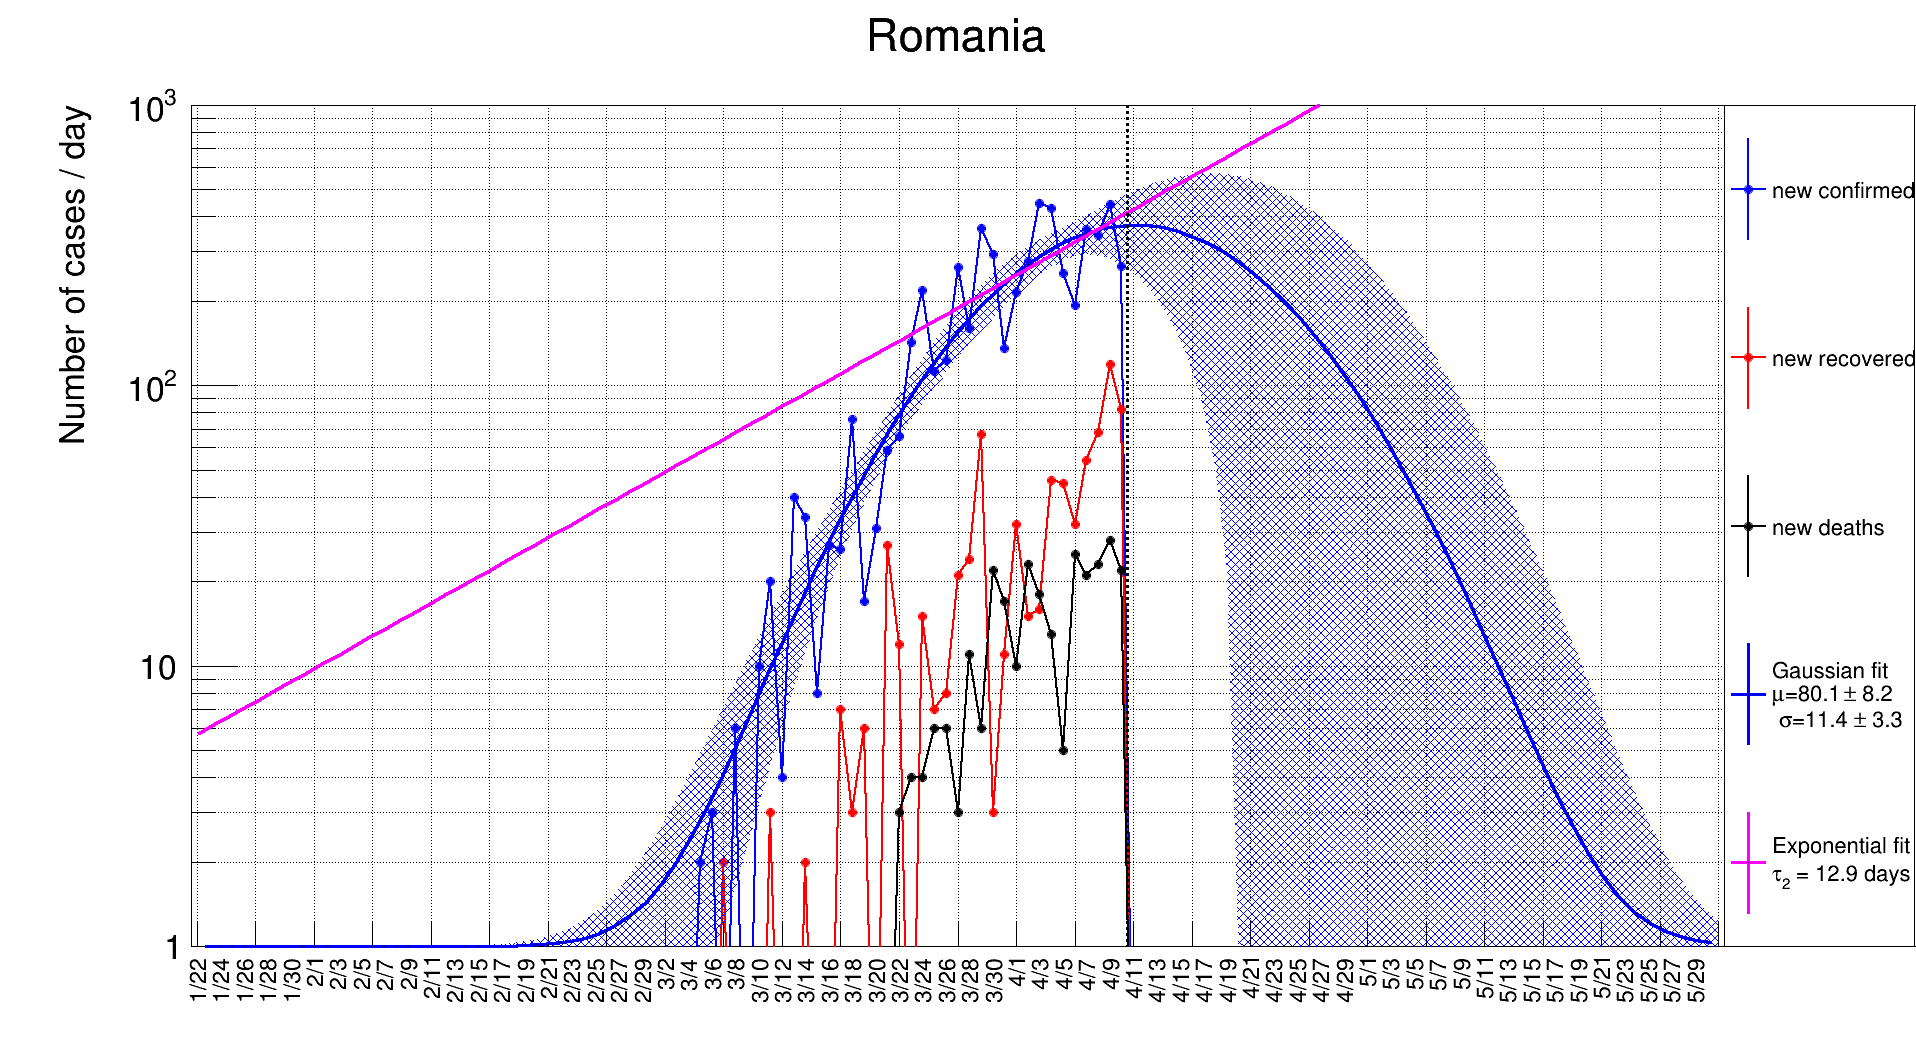 Romania
Number of cases / day
10³
10²
10
1
1/22 1/24 1/26 1/28 1/30 2/1 2/3 2/5 2/7 2/9 2/11 2/13 2/15 2/17 2/19 2/21 2/23 2/25 2/27 2/29 3/2 3/4 3/6 3/8 3/10 3/12 3/14 3/16 3/18 3/20 3/22 3/24 3/26 3/28 3/30 4/1 4/3 4/5 4/7 4/9 4/11 4/13 4/15 4/17 4/19 4/21 4/23 4/25 4/27 4/29 5/1 5/3 5/5 5/7 5/9 5/11 5/13 5/15 5/17 5/19 5/21 5/23 5/25 5/27 5/29
new confirmed
new recovered
new deaths
Gaussian fit
μ=80.1 ± 8.2
σ=11.4 ± 3.3
Exponential fit
τ₂ = 12.9 days